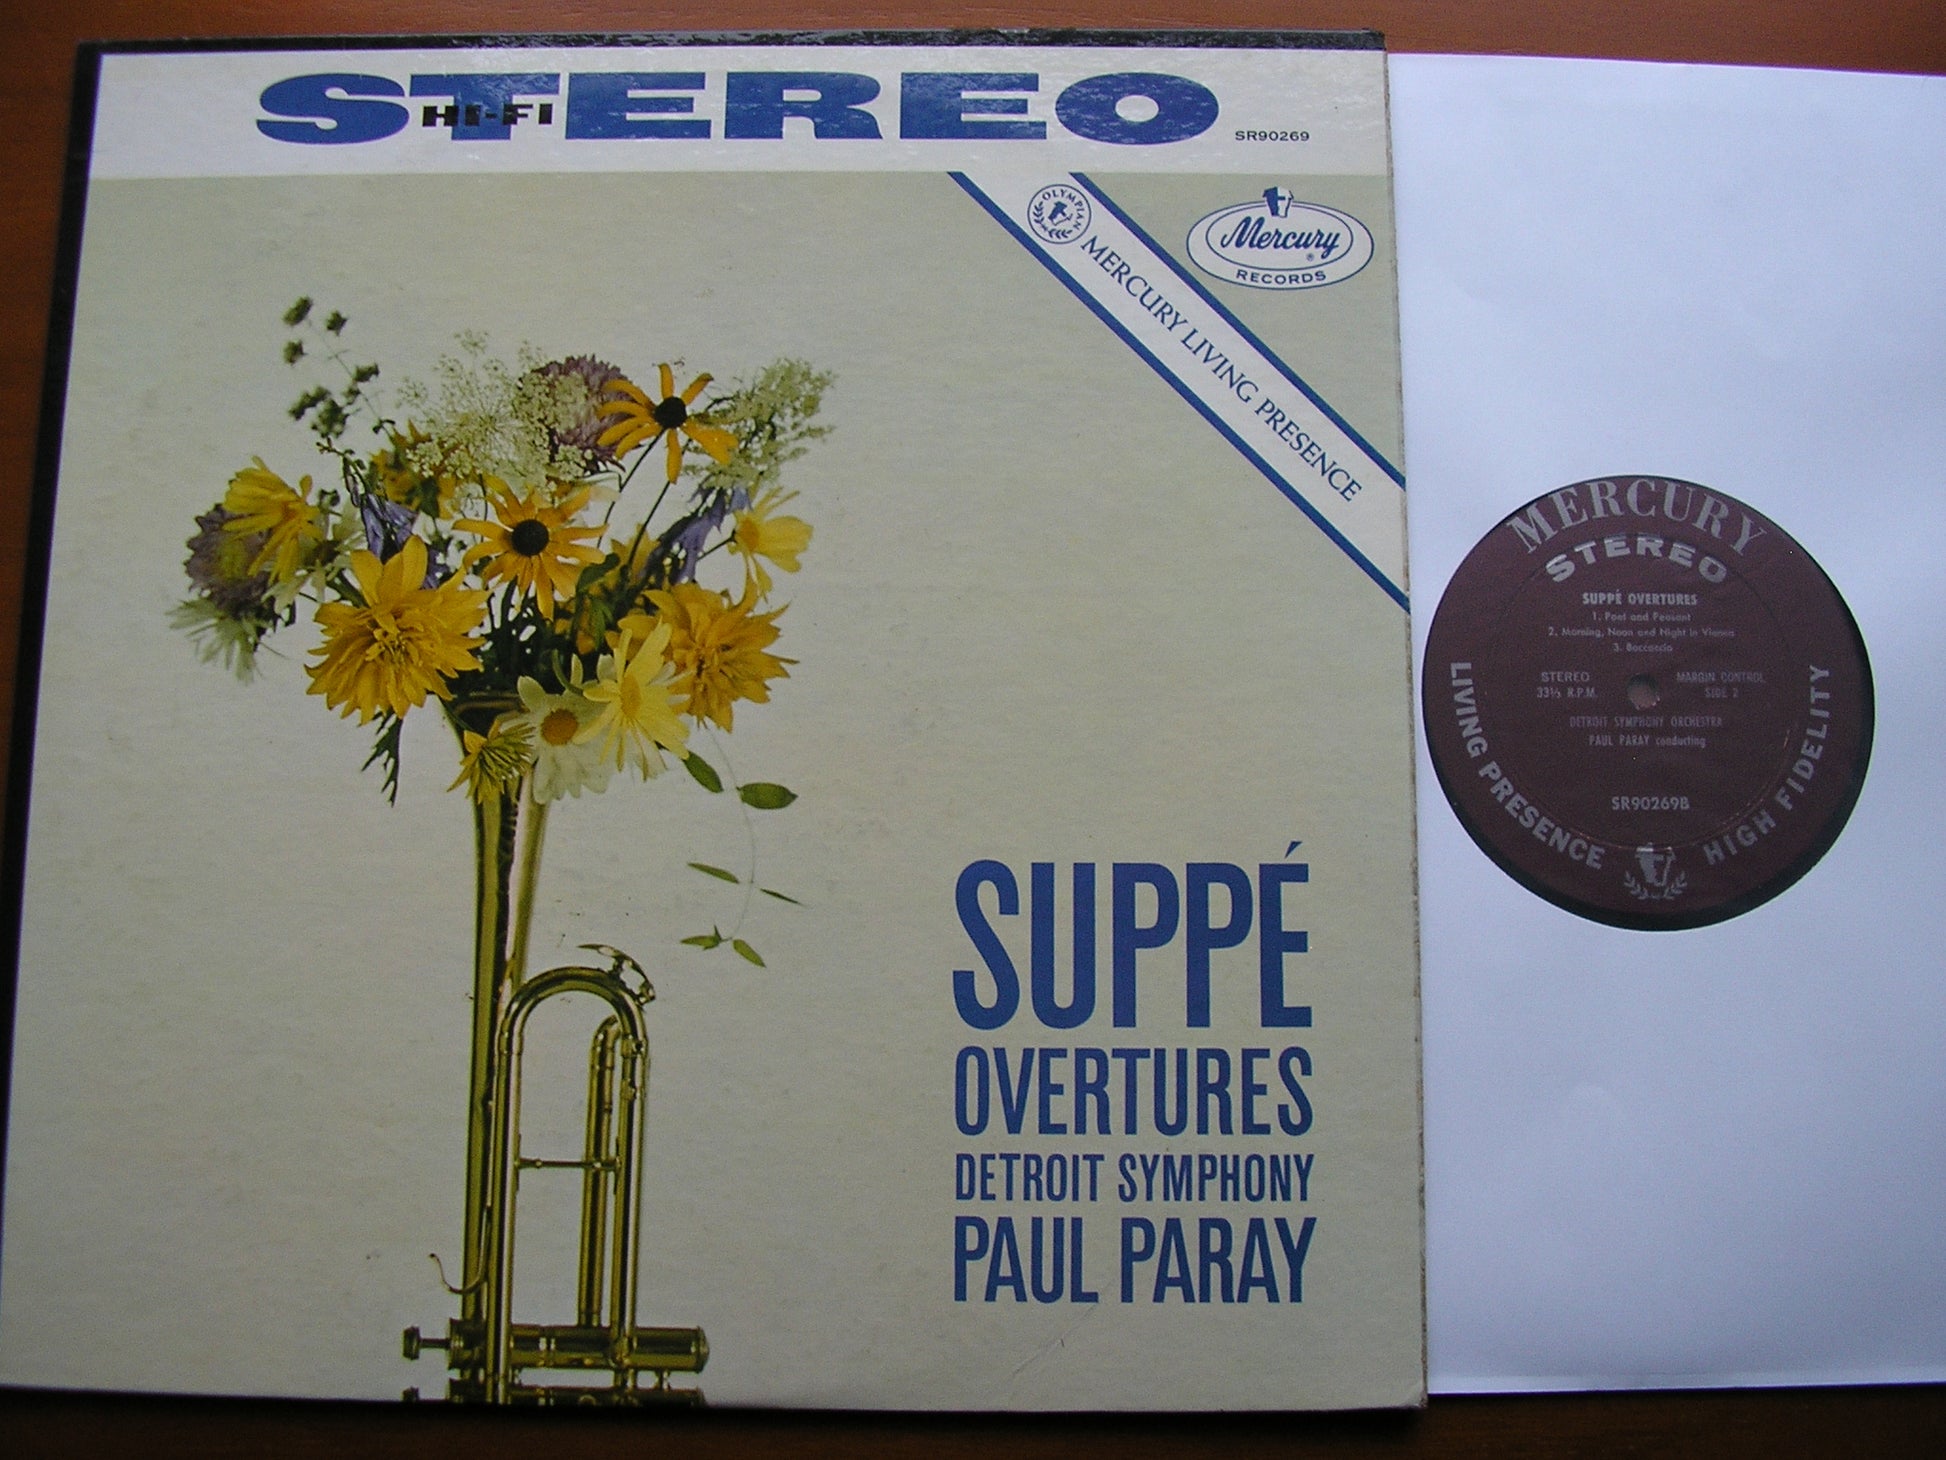 STEREO
HI-FI
SR90269
OLYMPIAN
MERCURY LIVING PRESENCE
Mercury
®
RECORDS
SUPPÉ
OVERTURES
DETROIT SYMPHONY
PAUL PARAY
MERCURY
STEREO
SUPPÉ OVERTURES
1. Poet and Peasant
2. Morning, Noon and Night in Vienna
3. Boccaccio
STEREO
33⅓ R.P.M.
MARGIN CONTROL
SIDE 2
DETROIT SYMPHONY ORCHESTRA
PAUL PARAY conducting
SR90269B
LIVING PRESENCE
HIGH FIDELITY